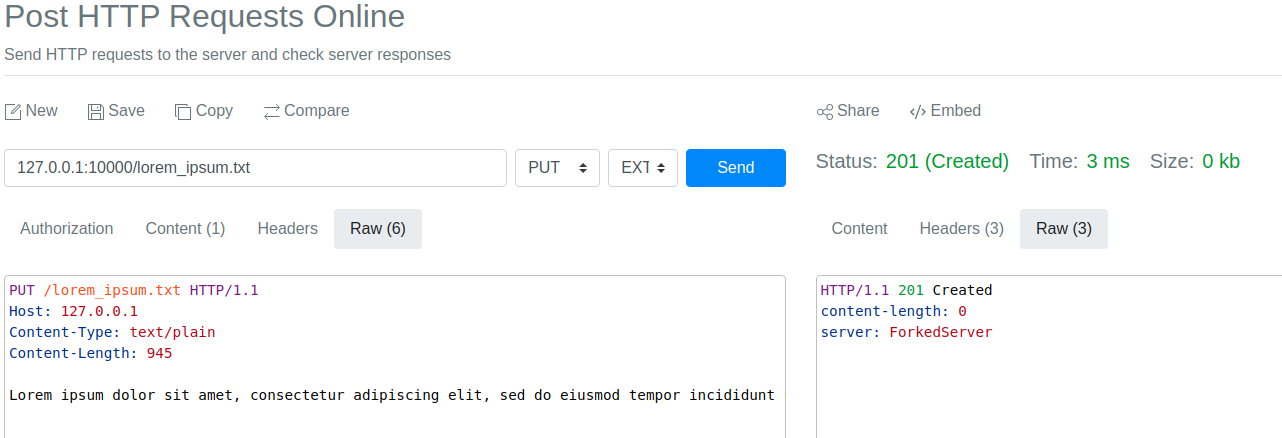 Post HTTP Requests Online
Send HTTP requests to the server and check server responses
New Save Copy Compare Share Embed
127.0.0.1:10000/lorem_ipsum.txt PUT EXT Send Status: 201 (Created) Time: 3 ms Size: 0 kb
Authorization Content (1) Headers Raw (6) Content Headers (3) Raw (3)
PUT /lorem_ipsum.txt HTTP/1.1
Host: 127.0.0.1
Content-Type: text/plain
Content-Length: 945
Lorem ipsum dolor sit amet, consectetur adipiscing elit, sed do eiusmod tempor incididunt
HTTP/1.1 201 Created
content-length: 0
server: ForkedServer